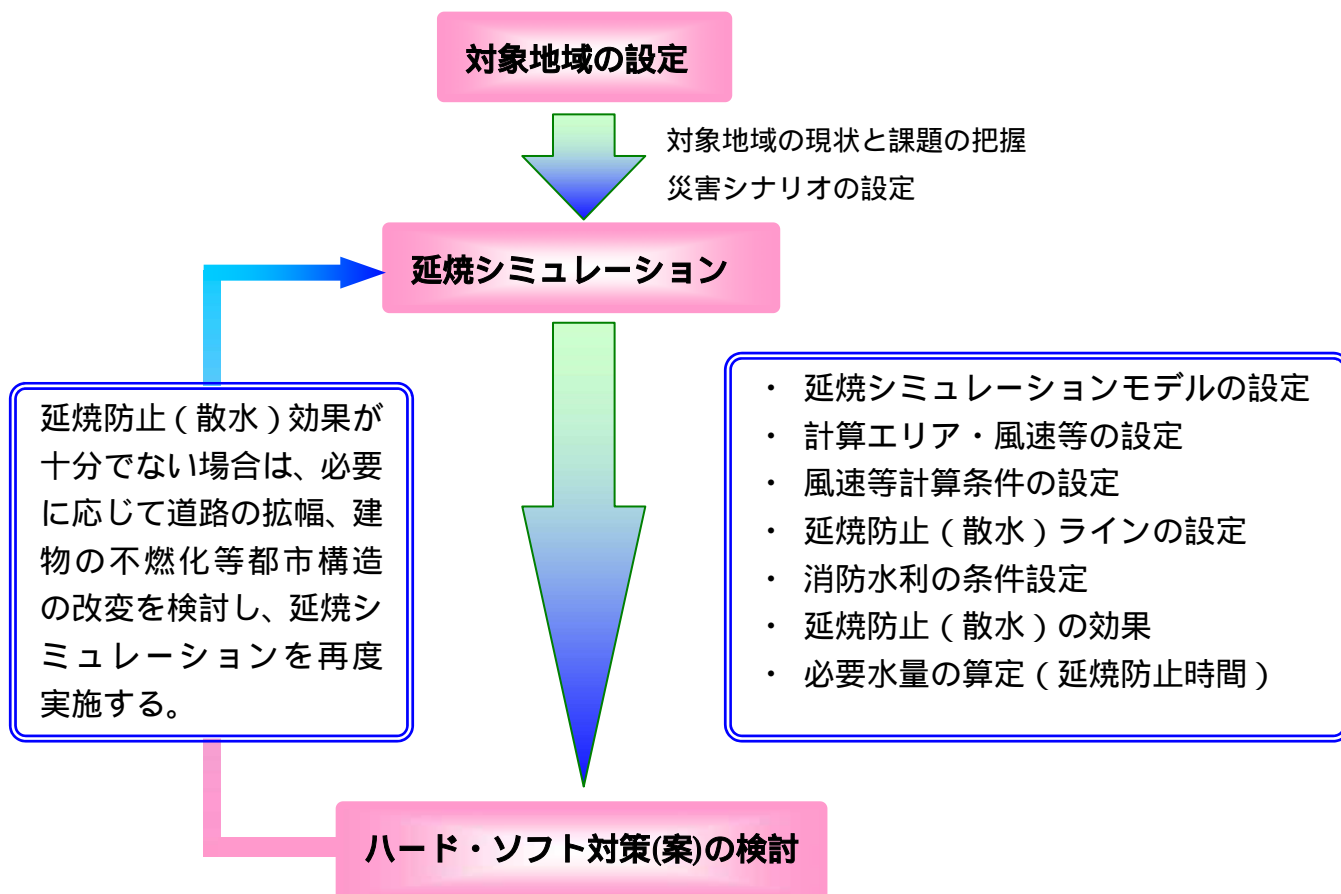 対象地域の設定
対象地域の現状と課題の把握
災害シナリオの設定
延焼シミュレーション
延焼防止(散水)効果が
十分でない場合は、必要
に応じて道路の拡幅、建
物の不燃化等都市構造
の改変を検討し、延焼シ
ミュレーションを再度
実施する。
・ 延焼シミュレーションモデルの設定
・ 計算エリア・風速等の設定
・ 風速等計算条件の設定
・ 延焼防止(散水)ラインの設定
・ 消防水利の条件設定
・ 延焼防止(散水)の効果
・ 必要水量の算定(延焼防止時間)
ハード・ソフト対策(案)の検討